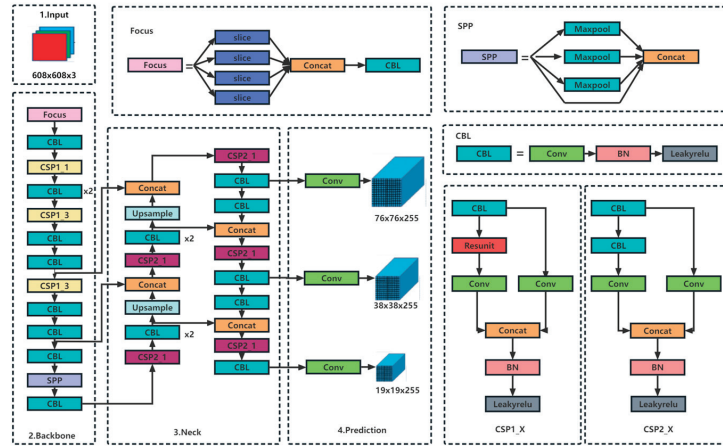 1.Input
608x608x3
Focus
Focus
=
slice
slice
slice
slice
Concat
CBL
SPP
SPP
=
Maxpool
Maxpool
Maxpool
Concat
CBL
CBL
=
Conv
BN
Leakyrelu
Focus
CBL
CSP1_1
CBL
x2
CSP1_3
CBL
CBL
CSP1_3
CBL
CBL
CBL
SPP
CBL
2.Backbone
Concat
Upsample
CBL
x2
CSP2_1
Concat
Upsample
CBL
x2
CSP2_1
CSP2_1
CBL
CBL
Concat
CSP2_1
CBL
CBL
Concat
CSP2_1
CBL
3.Neck
Conv
76x76x255
Conv
38x38x255
Conv
19x19x255
4.Prediction
CBL
Resunit
Conv
Conv
Concat
BN
Leakyrelu
CSP1_X
CBL
CBL
Conv
Conv
Concat
BN
Leakyrelu
CSP2_X